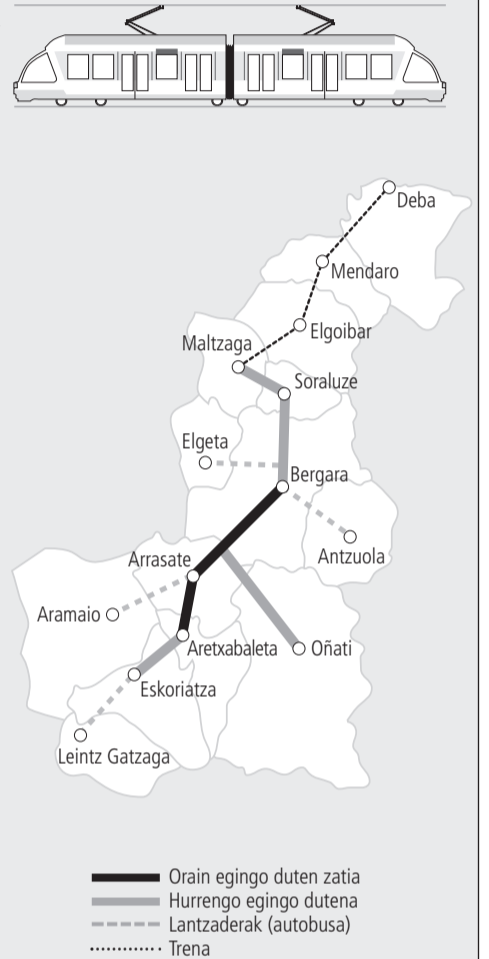 Deba
Mendaro
Elgoibar
Maltzaga
Soraluze
Elgeta
Bergara
Antzuola
Arrasate
Aramaio
Aretxabaleta
Oñati
Eskoriatza
Leintz Gatzaga
Orain egingo duten zatia
Hurrengo egingo dutena
Lantzaderak (autobusa)
Trena